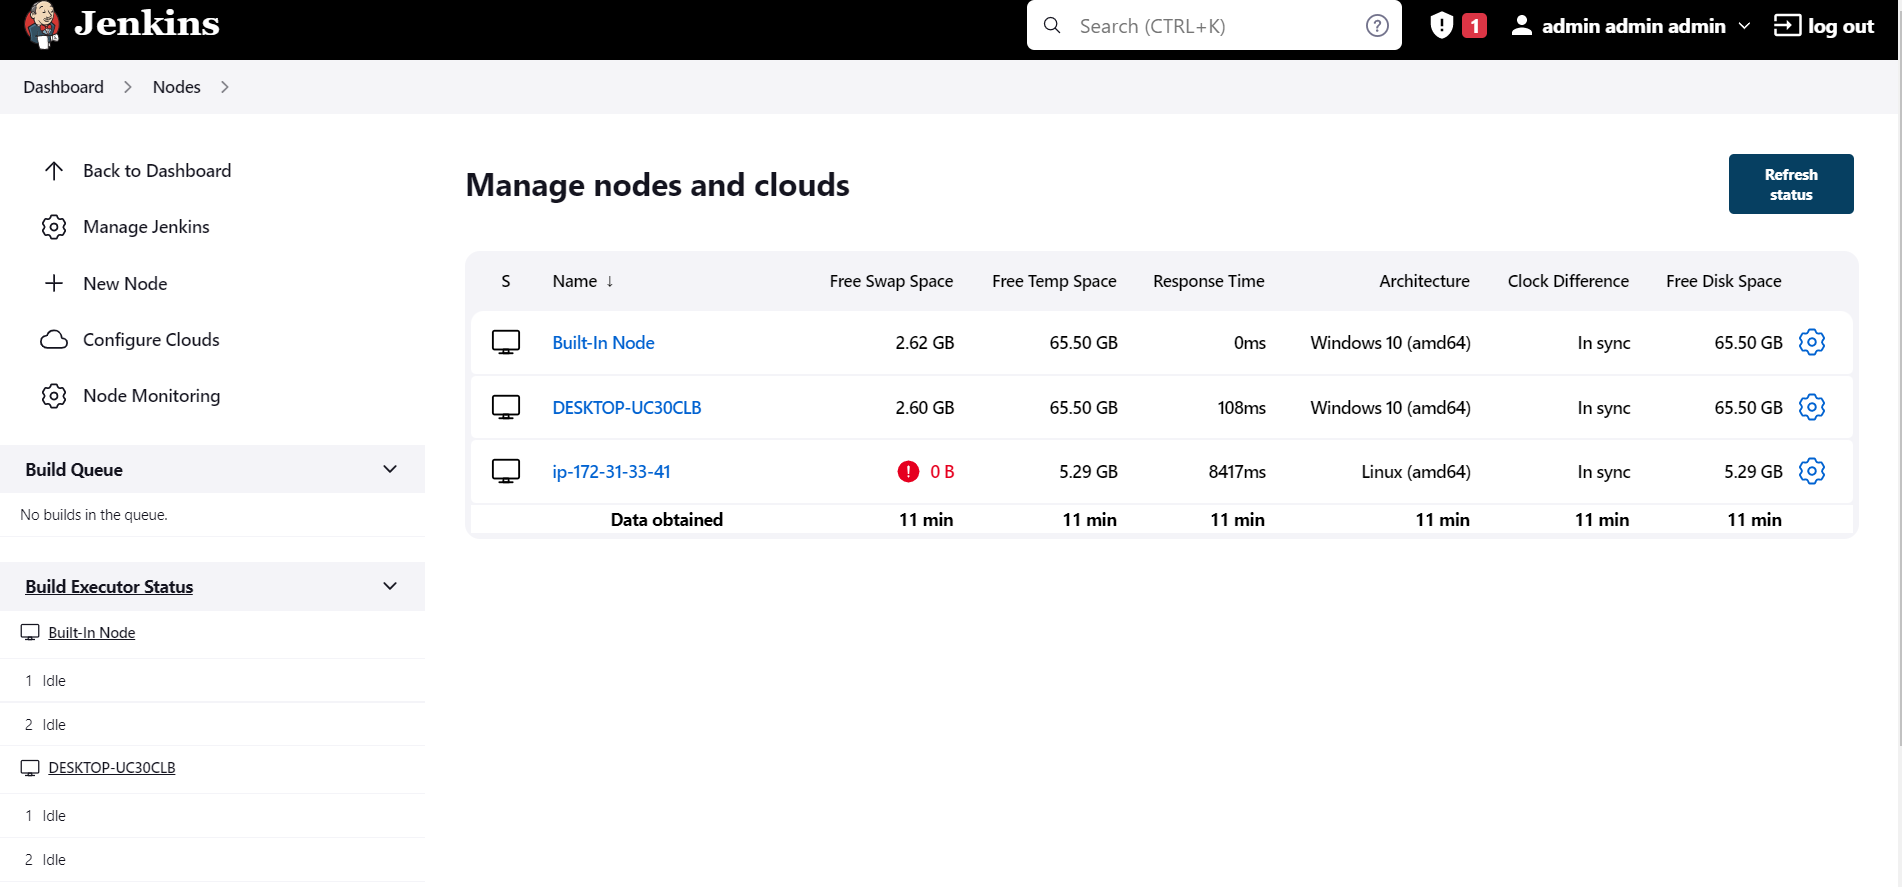 Jenkins
Search (CTRL+K)
?
! 1
admin admin admin
log out
Dashboard > Nodes >
Back to Dashboard
Manage Jenkins
New Node
Configure Clouds
Node Monitoring
Build Queue
No builds in the queue.
Build Executor Status
Built-In Node
1 Idle
2 Idle
DESKTOP-UC30CLB
1 Idle
2 Idle
Manage nodes and clouds
Refresh
status
S Name ↓ Free Swap Space Free Temp Space Response Time Architecture Clock Difference Free Disk Space
Built-In Node 2.62 GB 65.50 GB 0ms Windows 10 (amd64) In sync 65.50 GB
DESKTOP-UC30CLB 2.60 GB 65.50 GB 108ms Windows 10 (amd64) In sync 65.50 GB
ip-172-31-33-41 ! 0 B 5.29 GB 8417ms Linux (amd64) In sync 5.29 GB
Data obtained 11 min 11 min 11 min 11 min 11 min 11 min